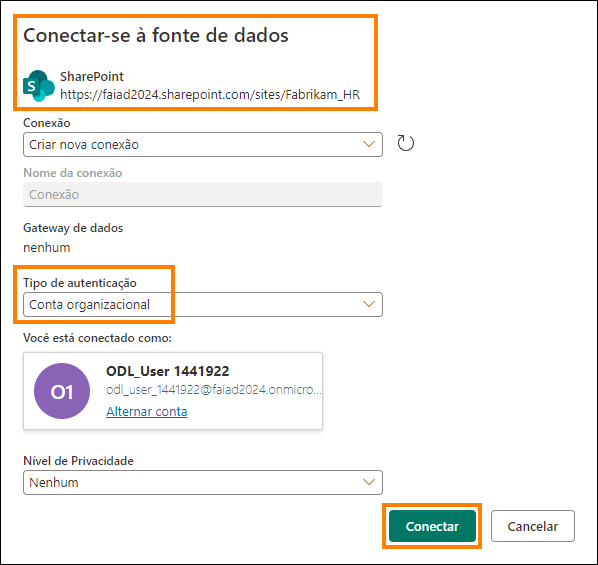 Conectar-se à fonte de dados
S
SharePoint
https://faiad2024.sharepoint.com/sites/Fabrikam_HR
Conexão
Criar nova conexão
Nome da conexão
Conexão
Gateway de dados
nenhum
Tipo de autenticação
Conta organizacional
Você está conectado como:
O1
ODL_User 1441922
odl_user_1441922@faiad2024.onmicro...
Alternar conta
Nível de Privacidade
Nenhum
Conectar
Cancelar